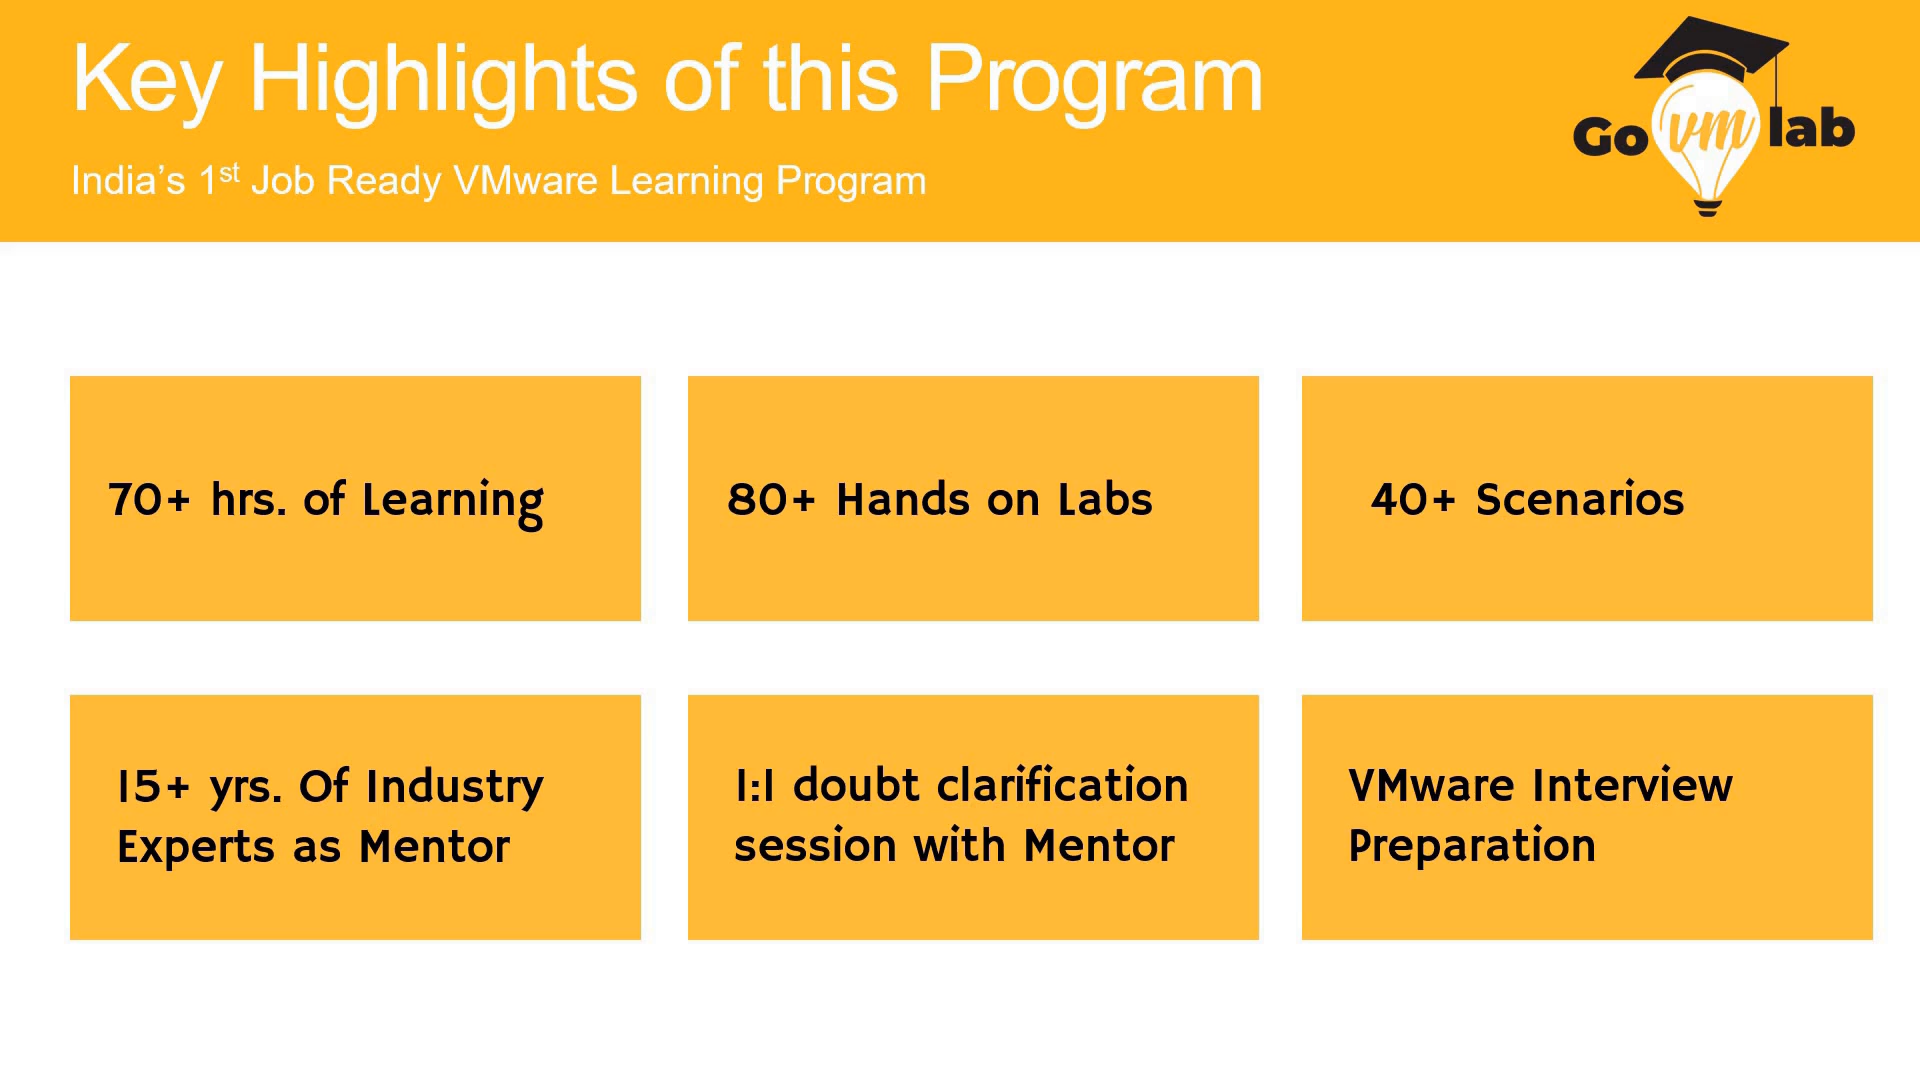 Key Highlights of this Program
India’s 1st Job Ready VMware Learning Program
Go vm lab
70+ hrs. of Learning
80+ Hands on Labs
40+ Scenarios
15+ yrs. Of Industry
Experts as Mentor
1:1 doubt clarification
session with Mentor
VMware Interview
Preparation